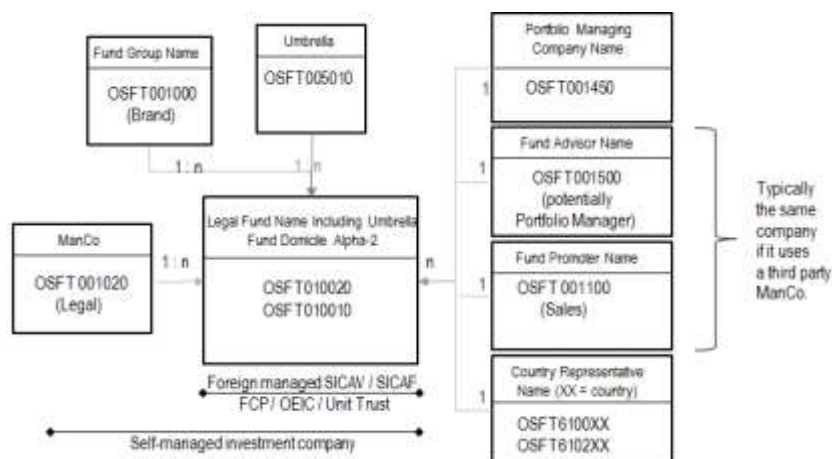 Fund Group Name
OSFT001000
(Brand)
Umbrella
OSFT005010
Portfolio Managing
Company Name
OSFT001450
1
1 : n
1 : n
Fund Advisor Name
OSFT001500
(potentially
Portfolio Manager)
1
Typically
the same
company
if it uses
a third party
ManCo.
Legal Fund Name Including Umbrella
Fund Domicile Alpha-2
OSFT010020
OSFT010010
ManCo
OSFT001020
(Legal)
1 : n
n
Fund Promoter Name
OSFT 001100
(Sales)
1
Country Representative
Name (XX = country)
OSFT6100XX
OSFT6102XX
1
Foreign managed SICAV / SICAF
FCP / OEIC / Unit Trust
Self-managed investment company